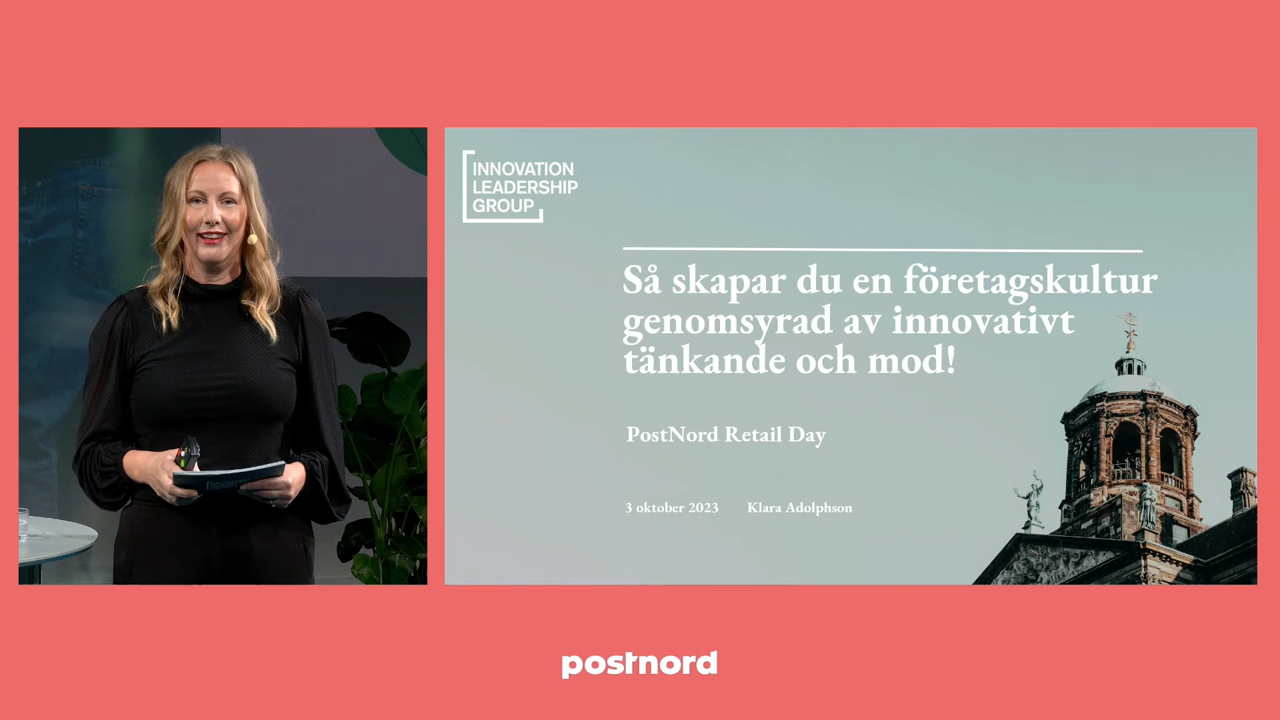 INNOVATION
LEADERSHIP
GROUP
Så skapar du en företagskultur
genomsyrad av innovativt
tänkande och mod!
PostNord Retail Day
3 oktober 2023 Klara Adolphson
postnord